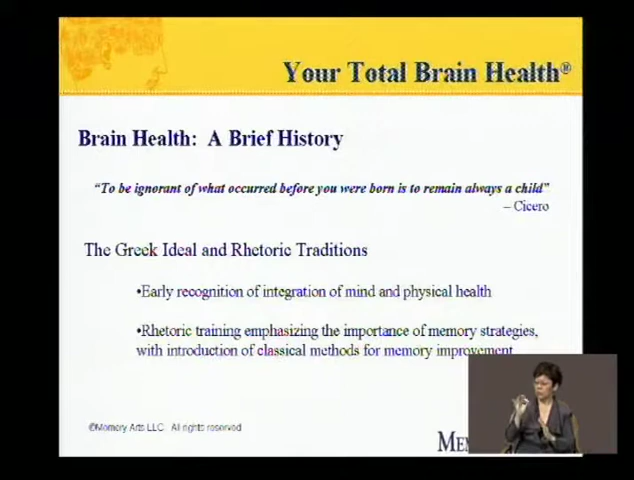 Your Total Brain Health®
Brain Health: A Brief History
“To be ignorant of what occurred before you were born is to remain always a child”
– Cicero
The Greek Ideal and Rhetoric Traditions
•Early recognition of integration of mind and physical health
•Rhetoric training emphasizing the importance of memory strategies,
with introduction of classical methods for memory improvement
©Memory Arts LLC. All rights reserved